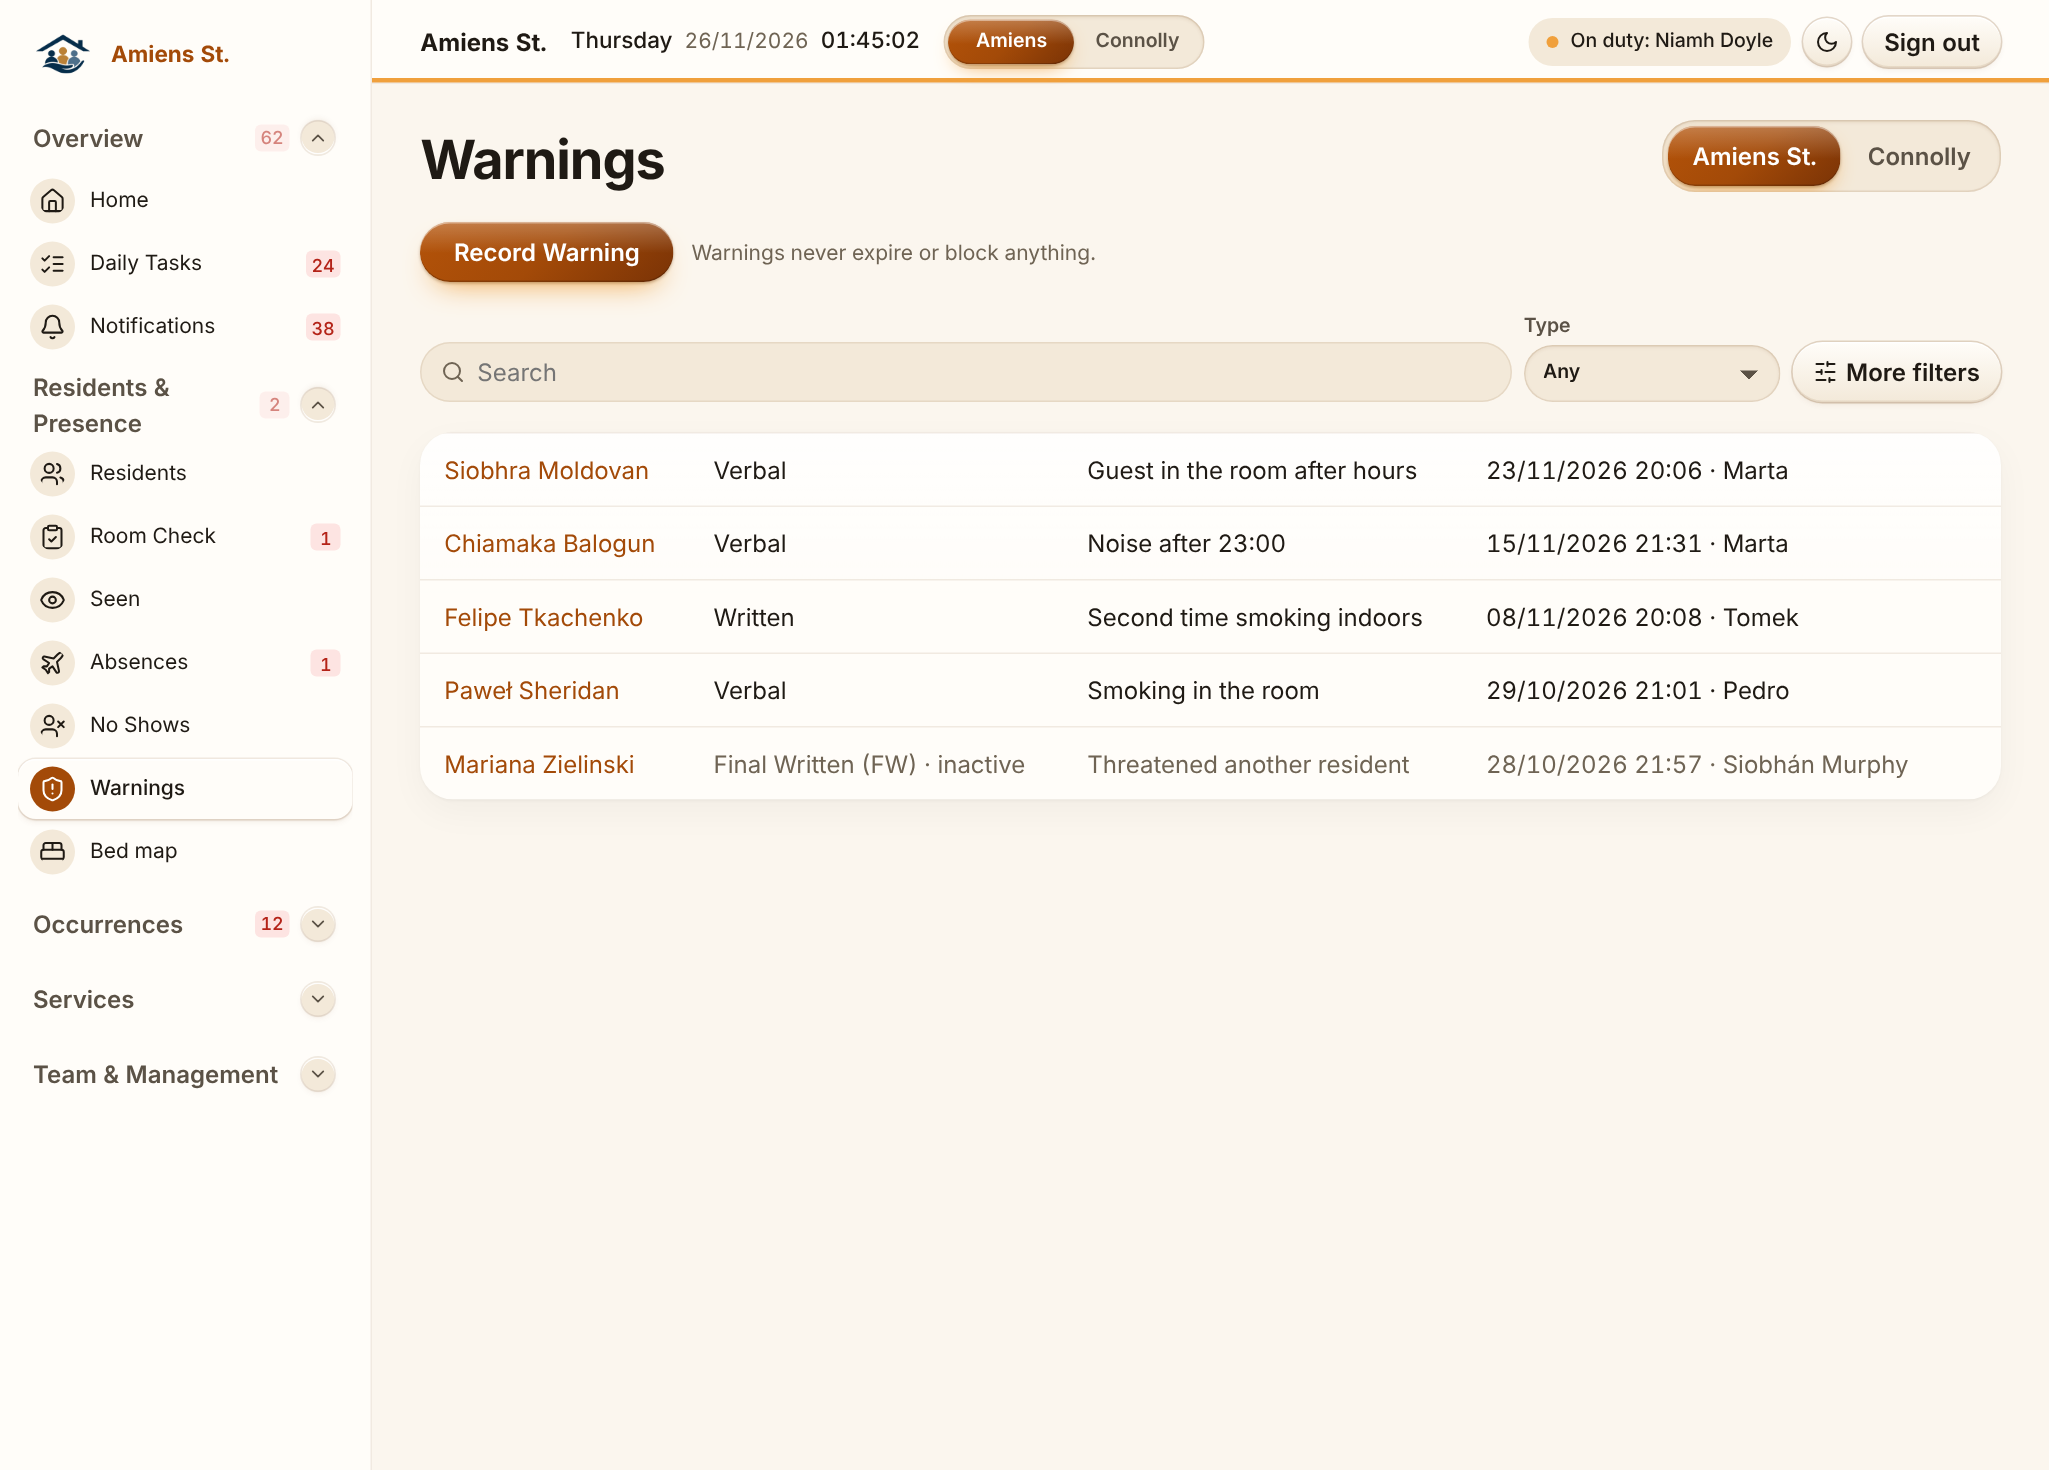 Amiens St.
Overview 62
Home
Daily Tasks 24
Notifications 38
Residents &
Presence 2
Residents
Room Check 1
Seen
Absences 1
No Shows
Warnings
Bed map
Occurrences 12
Services
Team & Management
Amiens St. Thursday 26/11/2026 01:45:02 Amiens Connolly On duty: Niamh Doyle Sign out
Warnings Amiens St. Connolly
Record Warning Warnings never expire or block anything.
Type
Search Any More filters
Siobhra Moldovan Verbal Guest in the room after hours 23/11/2026 20:06 · Marta
Chiamaka Balogun Verbal Noise after 23:00 15/11/2026 21:31 · Marta
Felipe Tkachenko Written Second time smoking indoors 08/11/2026 20:08 · Tomek
Paweł Sheridan Verbal Smoking in the room 29/10/2026 21:01 · Pedro
Mariana Zielinski Final Written (FW) · inactive Threatened another resident 28/10/2026 21:57 · Siobhán Murphy